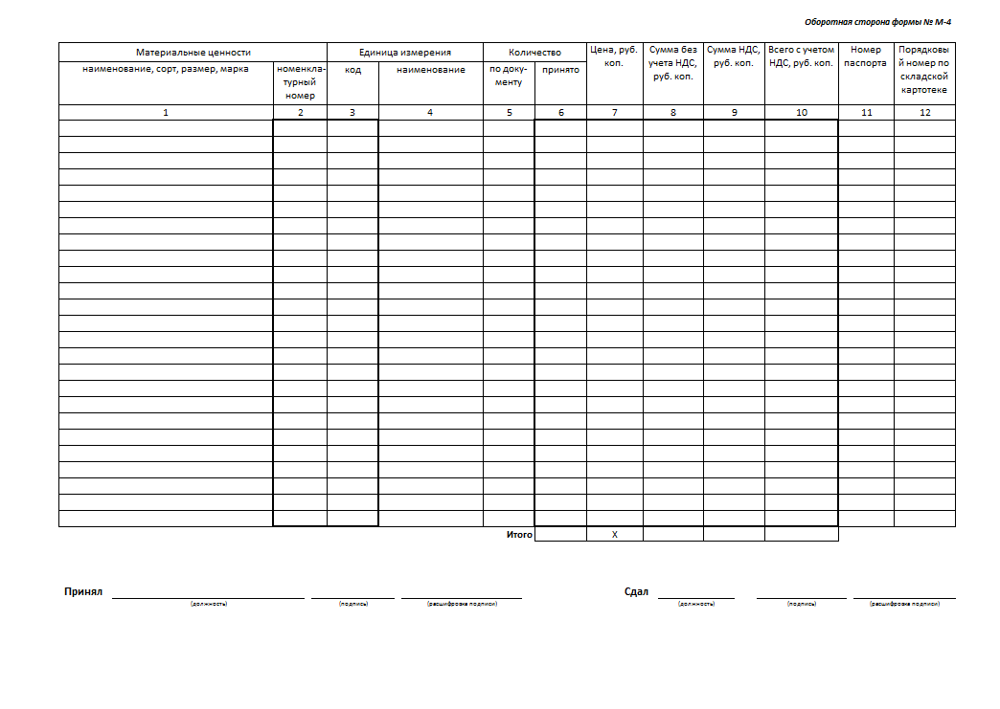 Оборотная сторона формы № М-4
Материальные ценности Единица измерения Количество Цена, руб. коп. Сумма без учета НДС, руб. коп. Сумма НДС, руб. коп. Всего с учетом НДС, руб. коп. Номер паспорта Порядковы й номер по складской картотеке
наименование, сорт, размер, марка номенкла- турный номер код наименование по доку- менту принято
1 2 3 4 5 6 7 8 9 10 11 12
Итого X
Принял Сдал
(должность) (подпись) (расшифровка подписи) (должность) (подпись) (расшифровка подписи)